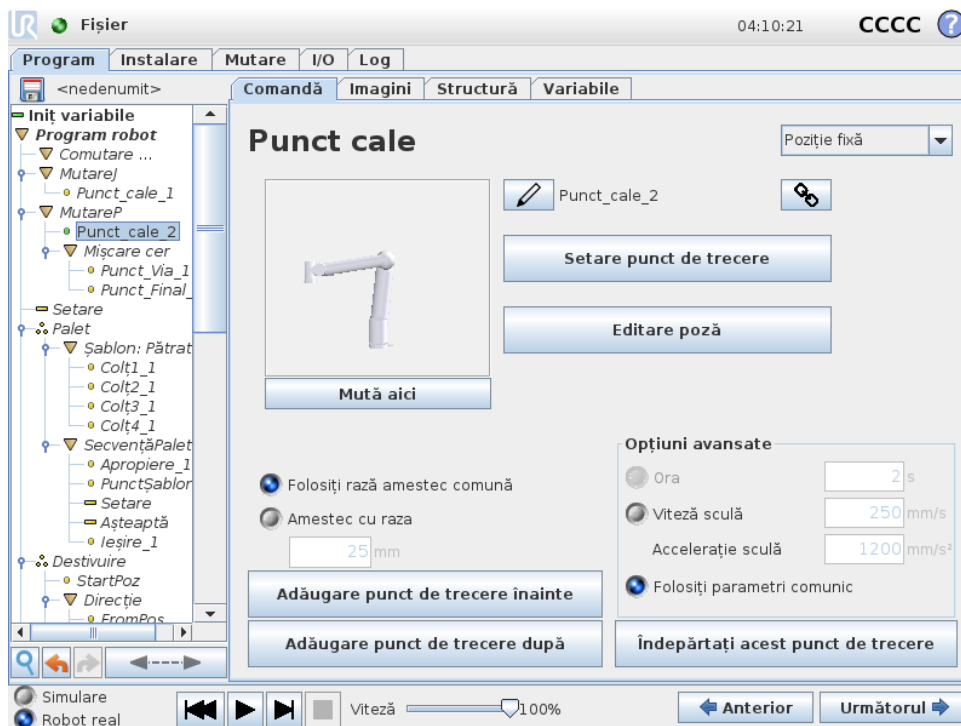 UR
Fișier
04:10:21
CCCC
?
Program
Instalare
Mutare
I/O
Log
<nedenumit>
Comandă
Imagini
Structură
Variabile
Iniț variabile
Program robot
Comutare ...
MutareJ
Punct_cale_1
MutareP
Punct_cale_2
Mișcare cer
Punct_Via_1
Punct_Final_
Setare
Palet
Șablon: Pătrat
Colț1_1
Colț2_1
Colț3_1
Colț4_1
SecvențăPalet
Apropiere_1
PunctȘablor
Setare
Așteaptă
Ieșire_1
Destivuire
StartPoz
Direcție
FromPos
Punct cale
Poziție fixă
Punct_cale_2
Setare punct de trecere
Editare poză
Mută aici
Folosiți rază amestec comună
Amestec cu raza
25 mm
Opțiuni avansate
Ora
2 s
Viteză sculă
250 mm/s
Accelerație sculă
1200 mm/s²
Folosiți parametri comunic
Adăugare punct de trecere înainte
Adăugare punct de trecere după
Îndepărtați acest punct de trecere
Simulare
Robot real
Viteză
100%
Anterior
Următorul